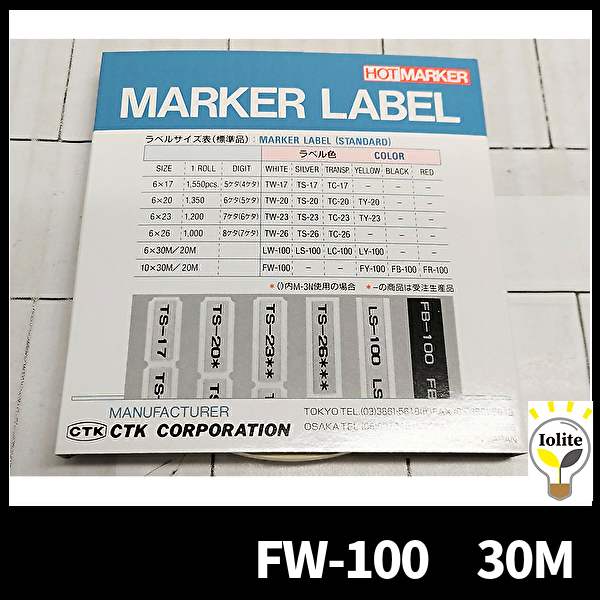 HOTMARKER
MARKER LABEL
ラベルサイズ表(標準品): MARKER LABEL (STANDARD)
ラベル色 COLOR
SIZE 1 ROLL DIGIT WHITE SILVER TRANSP. YELLOW BLACK RED
6×17 1,550pcs. 5ケタ(4ケタ) TW-17 TS-17 TC-17 - - -
6×20 1,350 6ケタ(5ケタ) TW-20 TS-20 TC-20 TY-20 - -
6×23 1,200 7ケタ(6ケタ) TW-23 TS-23 TC-23 TY-23 - -
6×26 1,000 8ケタ(7ケタ) TW-26 TS-26 TC-26 - - -
6×30M/20M LW-100 LS-100 LC-100 LY-100 - -
10×30M/20M FW-100 - - FY-100 FB-100 FR-100
*()内M-3N使用の場合 *-の商品は受注生産品
TS-17 TS-20** TS-23** TS-26*** LS-100 LS FB-100 FB
MANUFACTURER
CTK CTK CORPORATION
TOKYO TEL.(03)3861-5618
OSAKA TEL.
JAPAN
Iolite
FW-100 30M